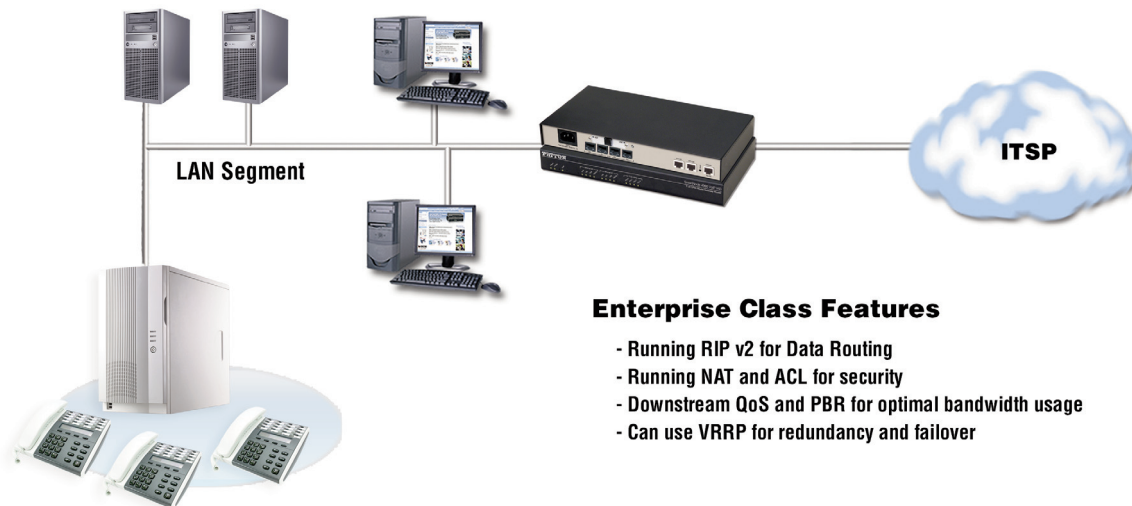 LAN Segment
PATTON
ITSP
Enterprise Class Features
- Running RIP v2 for Data Routing
- Running NAT and ACL for security
- Downstream QoS and PBR for optimal bandwidth usage
- Can use VRRP for redundancy and failover